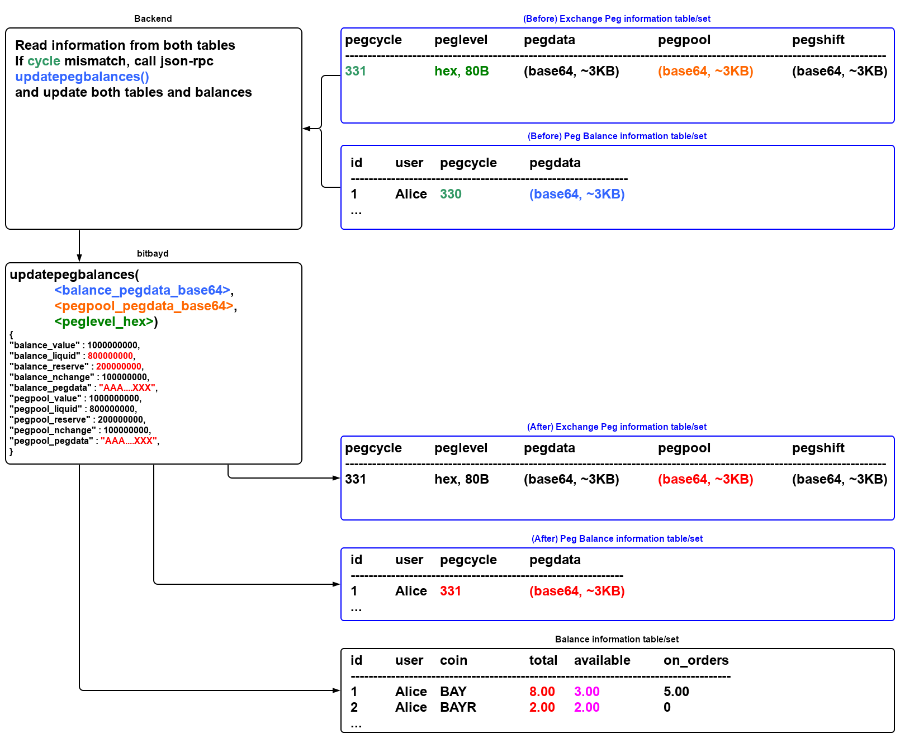 Backend
Read information from both tables
If cycle mismatch, call json-rpc
updatepegbalances()
and update both tables and balances
(Before) Exchange Peg information table/set
pegcycle peglevel pegdata pegpool pegshift
331 hex, 80B (base64, ~3KB) (base64, ~3KB) (base64, ~3KB)
(Before) Peg Balance information table/set
id user pegcycle pegdata
1 Alice 330 (base64, ~3KB)
...
bitbayd
updatepegbalances(
<balance_pegdata_base64>,
<pegpool_pegdata_base64>,
<peglevel_hex>)
{
"balance_value" : 1000000000,
"balance_liquid" : 800000000,
"balance_reserve" : 200000000,
"balance_nchange" : 100000000,
"balance_pegdata" : "AAA....XXX",
"pegpool_value" : 1000000000,
"pegpool_liquid" : 800000000,
"pegpool_reserve" : 200000000,
"pegpool_nchange" : 100000000,
"pegpool_pegdata" : "AAA....XXX",
}
(After) Exchange Peg information table/set
pegcycle peglevel pegdata pegpool pegshift
331 hex, 80B (base64, ~3KB) (base64, ~3KB) (base64, ~3KB)
(After) Peg Balance information table/set
id user pegcycle pegdata
1 Alice 331 (base64, ~3KB)
...
Balance information table/set
id user coin total available on_orders
1 Alice BAY 8.00 3.00 5.00
2 Alice BAYR 2.00 2.00 0
...